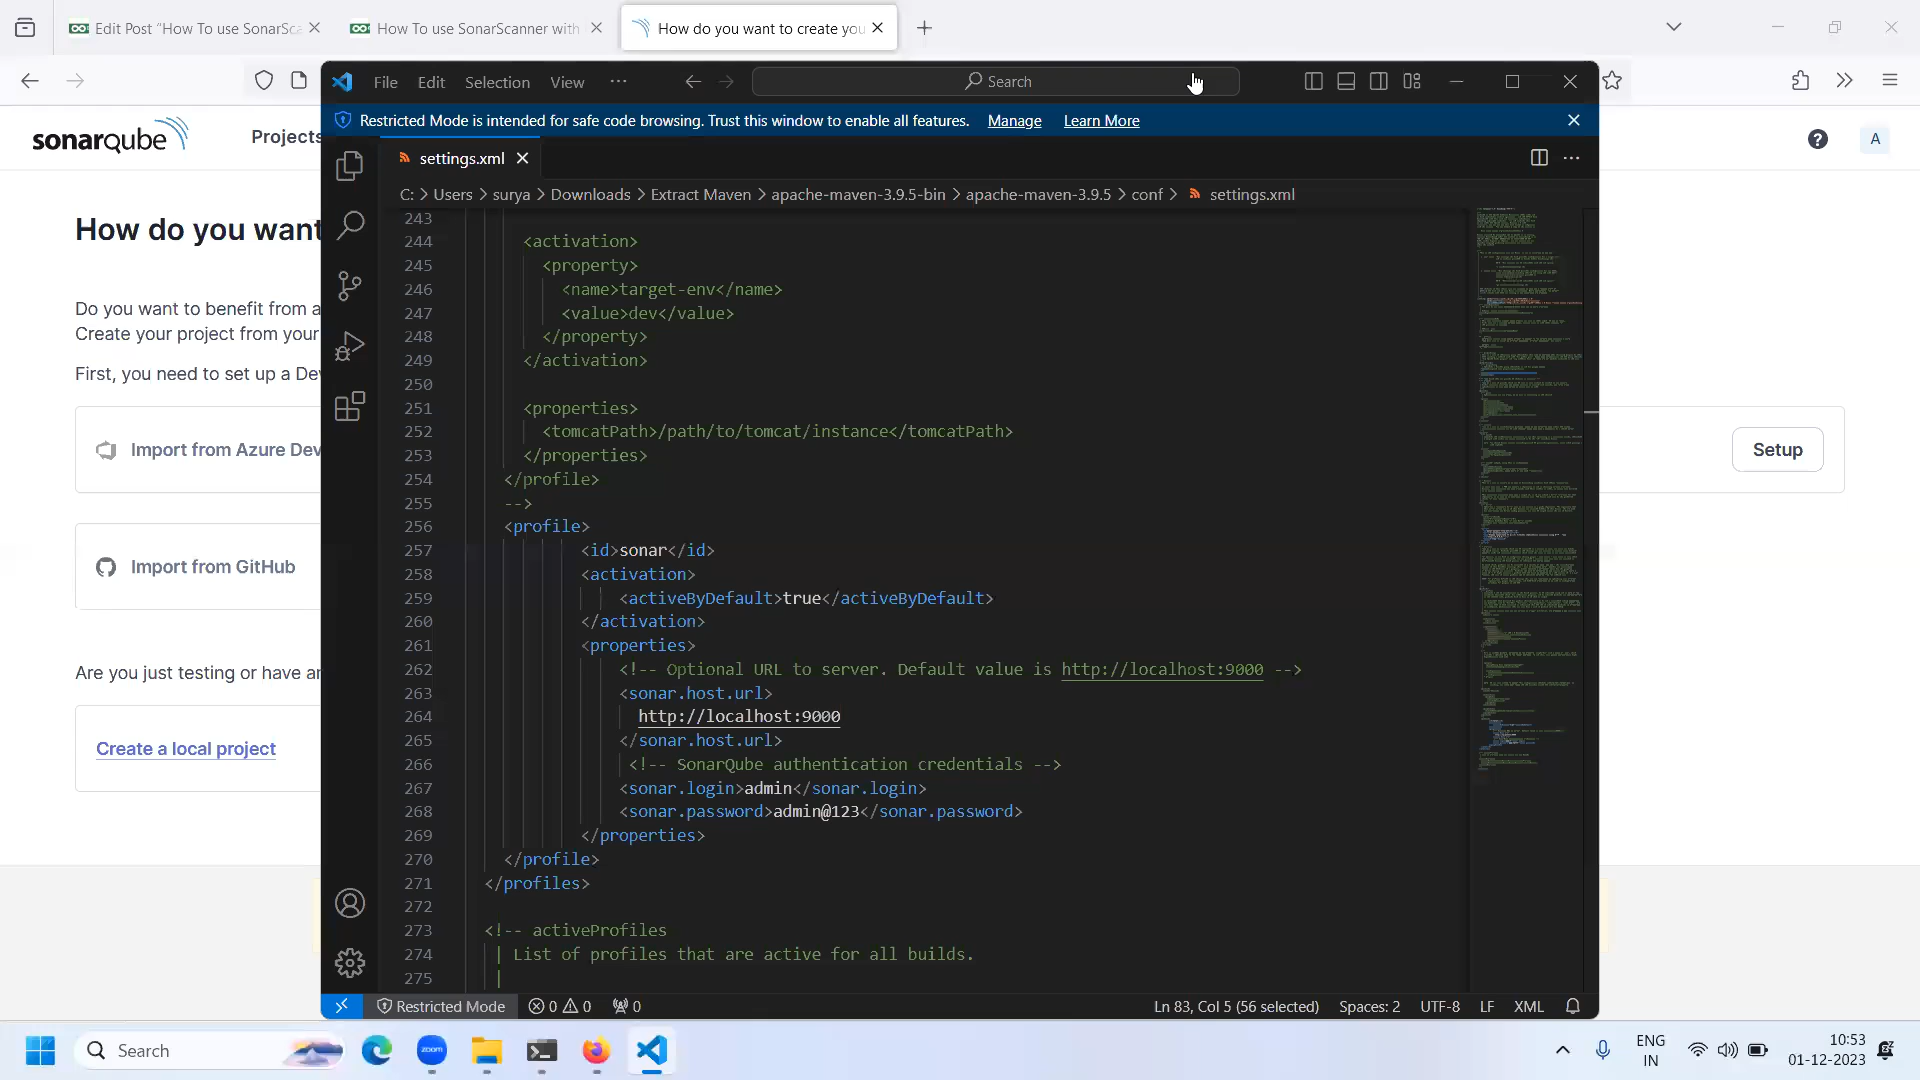 Edit Post "How To use SonarSca
How To use SonarScanner with
How do you want to create you
File Edit Selection View ··· Search
sonarqube Projects A
Restricted Mode is intended for safe code browsing. Trust this window to enable all features. Manage Learn More
settings.xml
C: > Users > surya > Downloads > Extract Maven > apache-maven-3.9.5-bin > apache-maven-3.9.5 > conf > settings.xml
How do you want
Do you want to benefit from a
Create your project from your
First, you need to set up a De
Import from Azure Dev
Setup
Import from GitHub
Are you just testing or have an
Create a local project
243
244 <activation>
245 <property>
246 <name>target-env</name>
247 <value>dev</value>
248 </property>
249 </activation>
250
251 <properties>
252 <tomcatPath>/path/to/tomcat/instance</tomcatPath>
253 </properties>
254 </profile>
255 -->
256 <profile>
257 <id>sonar</id>
258 <activation>
259 <activeByDefault>true</activeByDefault>
260 </activation>
261 <properties>
262 <!-- Optional URL to server. Default value is http://localhost:9000 -->
263 <sonar.host.url>
264 http://localhost:9000
265 </sonar.host.url>
266 <!-- SonarQube authentication credentials -->
267 <sonar.login>admin</sonar.login>
268 <sonar.password>admin@123</sonar.password>
269 </properties>
270 </profile>
271 </profiles>
272
273 <!-- activeProfiles
274 | List of profiles that are active for all builds.
275 |
Restricted Mode 0 0 0 Ln 83, Col 5 (56 selected) Spaces: 2 UTF-8 LF XML
Search zoom ENG
IN 10:53
01-12-2023